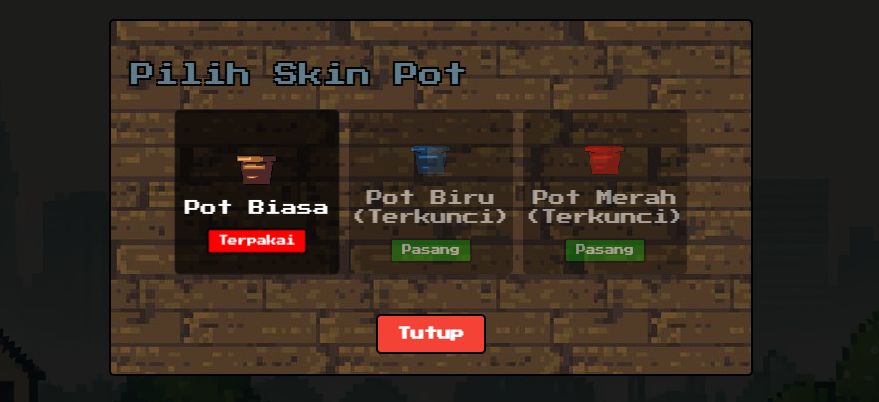 Pilih Skin Pot
Pot Biasa
Terpakai
Pot Biru
(Terkunci)
Pasang
Pot Merah
(Terkunci)
Pasang
Tutup